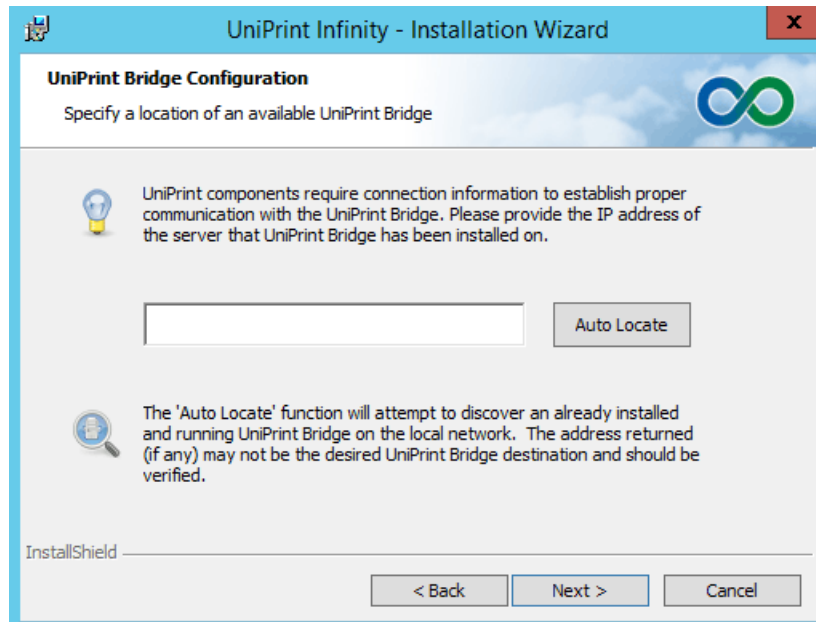 UniPrint Infinity - Installation Wizard
x
UniPrint Bridge Configuration
Specify a location of an available UniPrint Bridge
UniPrint components require connection information to establish proper
communication with the UniPrint Bridge. Please provide the IP address of
the server that UniPrint Bridge has been installed on.
Auto Locate
The 'Auto Locate' function will attempt to discover an already installed
and running UniPrint Bridge on the local network.  The address returned
(if any) may not be the desired UniPrint Bridge destination and should be
verified.
InstallShield
< Back Next > Cancel